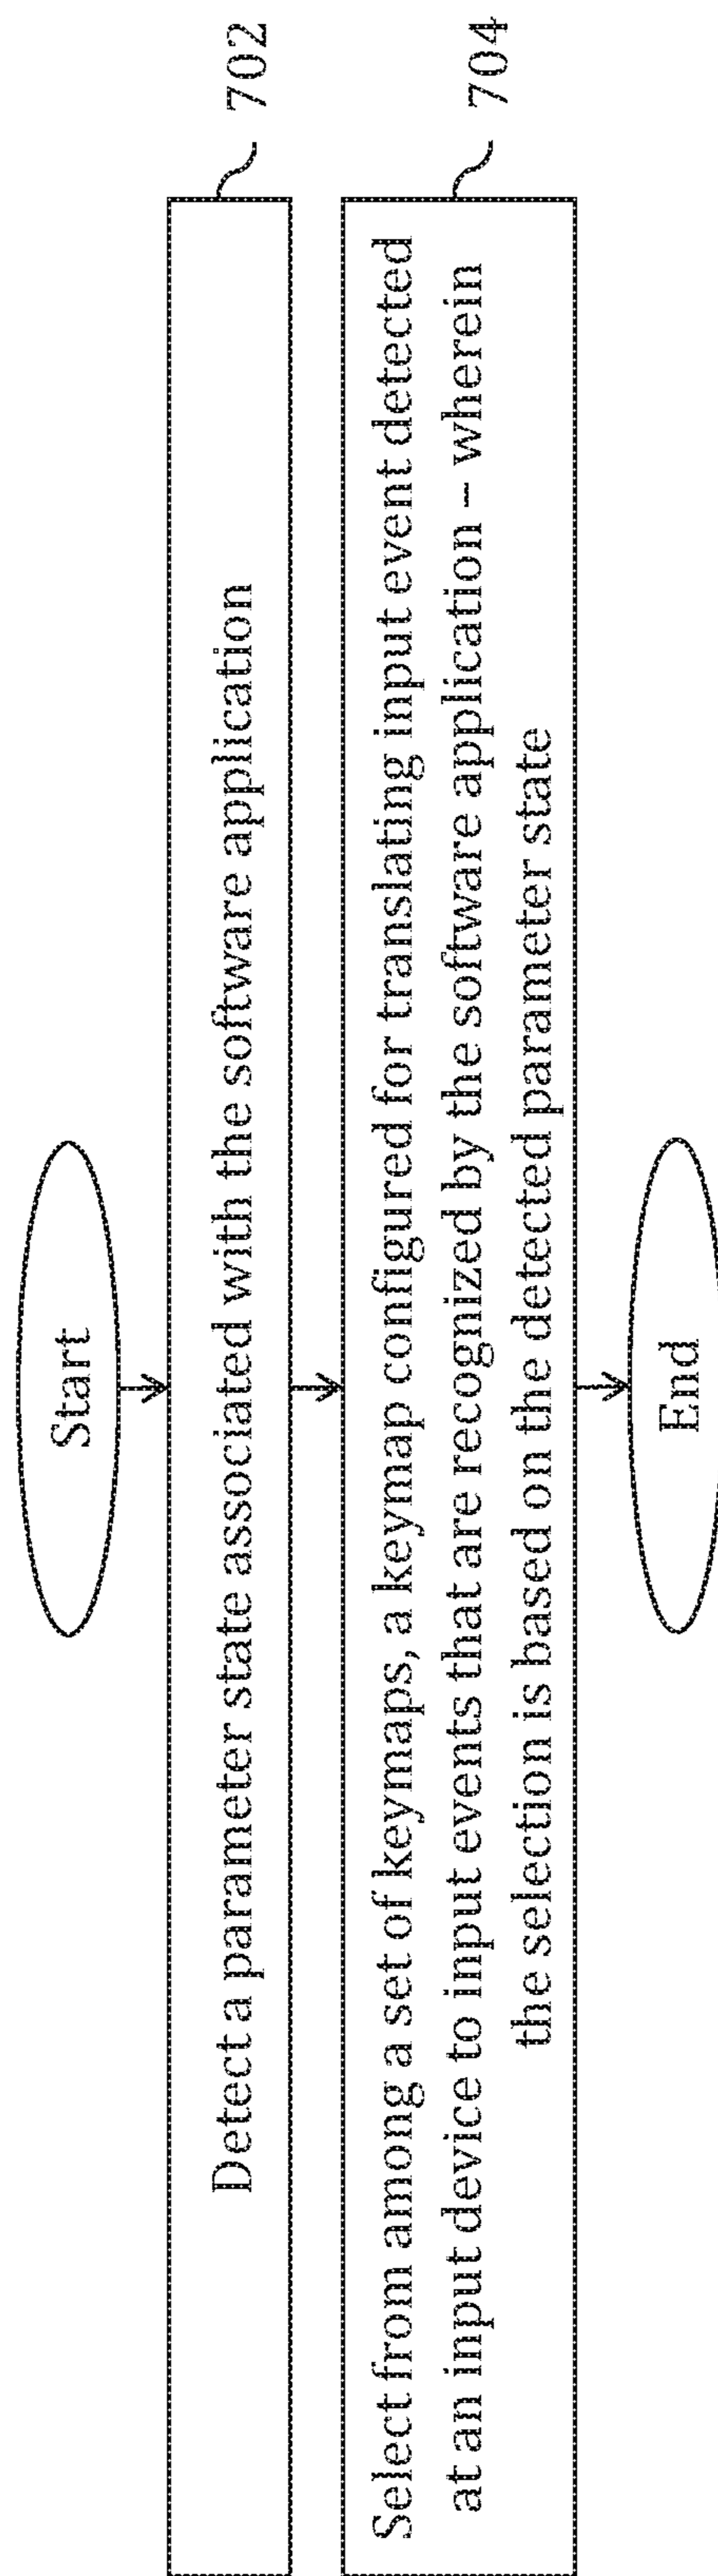 Start
Detect a parameter state associated with the software application
702
Select from among a set of keymaps, a keymap configured for translating input event detected
at an input device to input events that are recognized by the software application – wherein
the selection is based on the detected parameter state
704
End